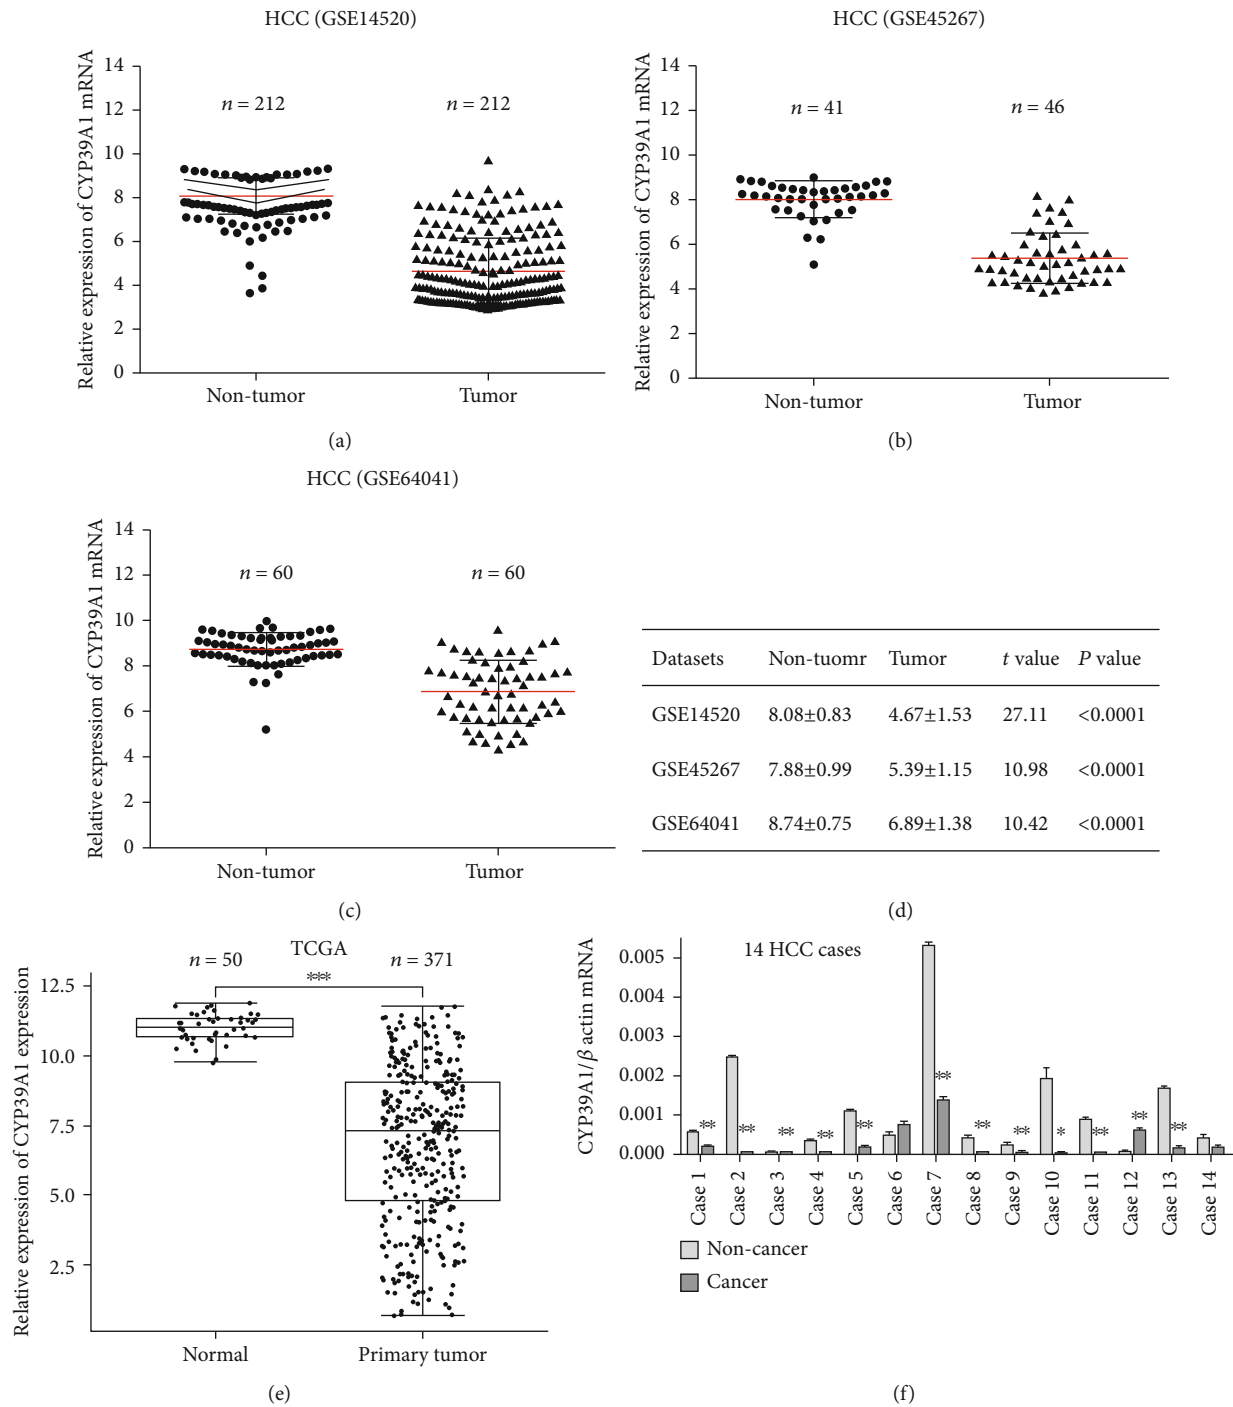 HCC (GSE14520)
Relative expression of CYP39A1 mRNA
14
12
10
8
6
4
2
0
n = 212
n = 212
Non-tumor
Tumor
(a)
HCC (GSE45267)
Relative expression of CYP39A1 mRNA
14
12
10
8
6
4
2
0
n = 41
n = 46
Non-tumor
Tumor
(b)
HCC (GSE64041)
Relative expression of CYP39A1 mRNA
14
12
10
8
6
4
2
0
n = 60
n = 60
Non-tumor
Tumor
(c)
Datasets Non-tuomr Tumor t value P value
GSE14520 8.08±0.83 4.67±1.53 27.11 <0.0001
GSE45267 7.88±0.99 5.39±1.15 10.98 <0.0001
GSE64041 8.74±0.75 6.89±1.38 10.42 <0.0001
(d)
TCGA
Relative expression of CYP39A1 expression
12.5
10.0
7.5
5.0
2.5
n = 50
n = 371
***
Normal
Primary tumor
(e)
14 HCC cases
CYP39A1/β actin mRNA
0.005
0.004
0.003
0.002
0.001
0.000
**
**
**
**
**
**
**
**
*
**
**
**
Case 1
Case 2
Case 3
Case 4
Case 5
Case 6
Case 7
Case 8
Case 9
Case 10
Case 11
Case 12
Case 13
Case 14
Non-cancer
Cancer
(f)